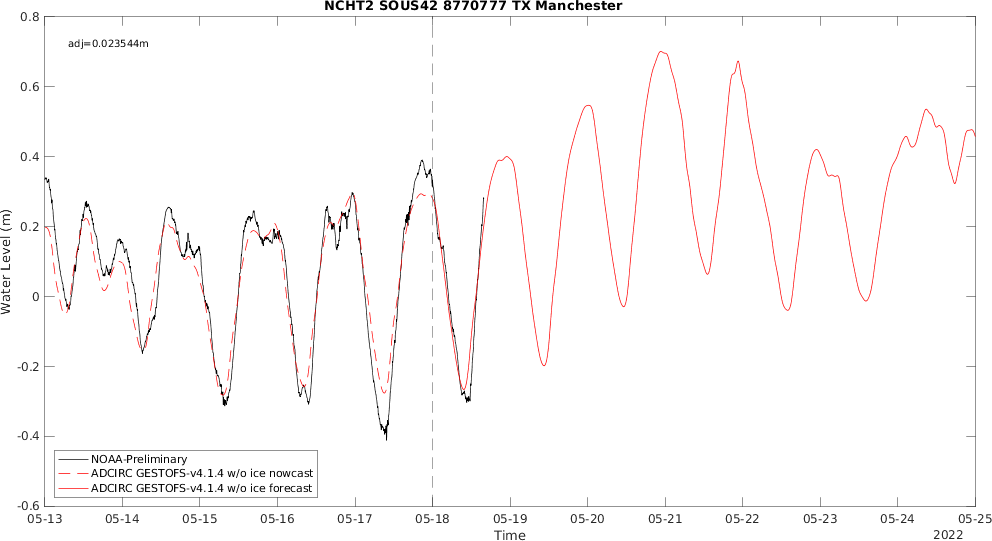 NCHT2 SOUS42 8770777 TX Manchester
adj=0.023544m
Water Level (m)
0.8
0.6
0.4
0.2
0
-0.2
-0.4
-0.6
NOAA-Preliminary
ADCIRC GESTOFS-v4.1.4 w/o ice nowcast
ADCIRC GESTOFS-v4.1.4 w/o ice forecast
05-13 05-14 05-15 05-16 05-17 05-18 05-19 05-20 05-21 05-22 05-23 05-24 05-25
Time
2022